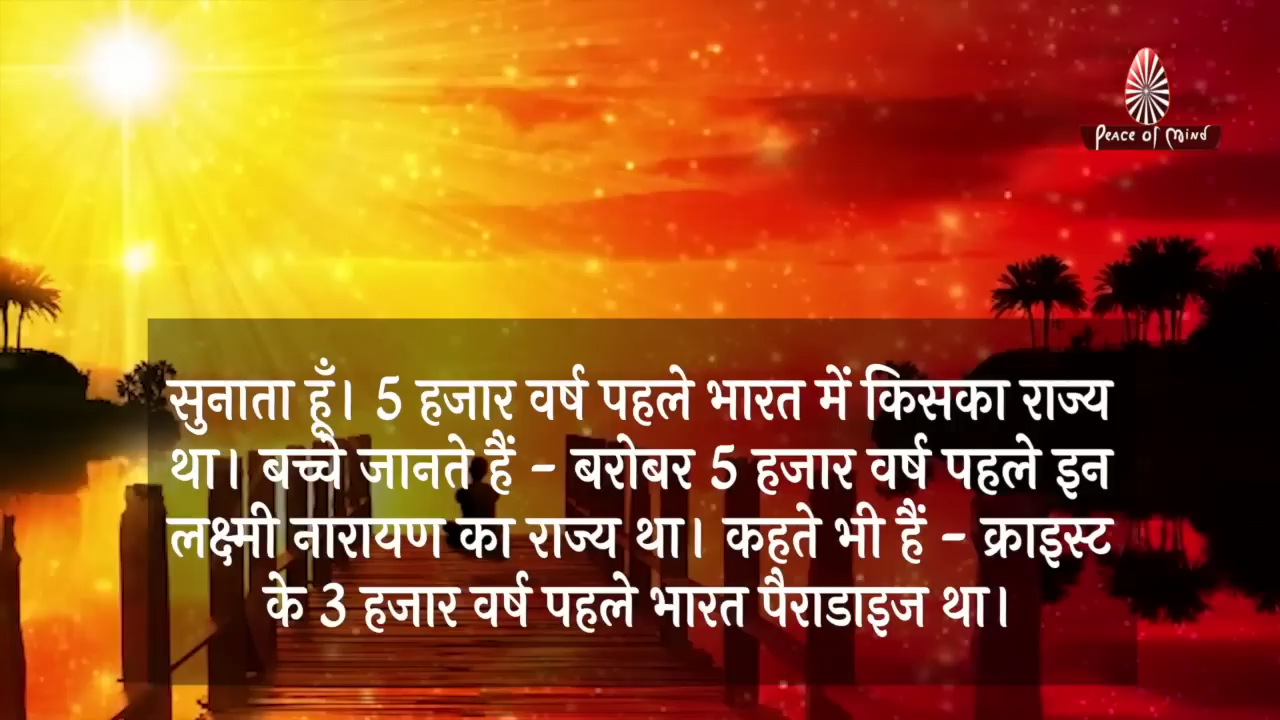 Peace of Mind
सुनाता हूँ। 5 हजार वर्ष पहले भारत में किसका राज्य
था। बच्चे जानते हैं - बरोबर 5 हजार वर्ष पहले इन
लक्ष्मी नारायण का राज्य था। कहते भी हैं - क्राइस्ट
के 3 हजार वर्ष पहले भारत पैराडाइज था।